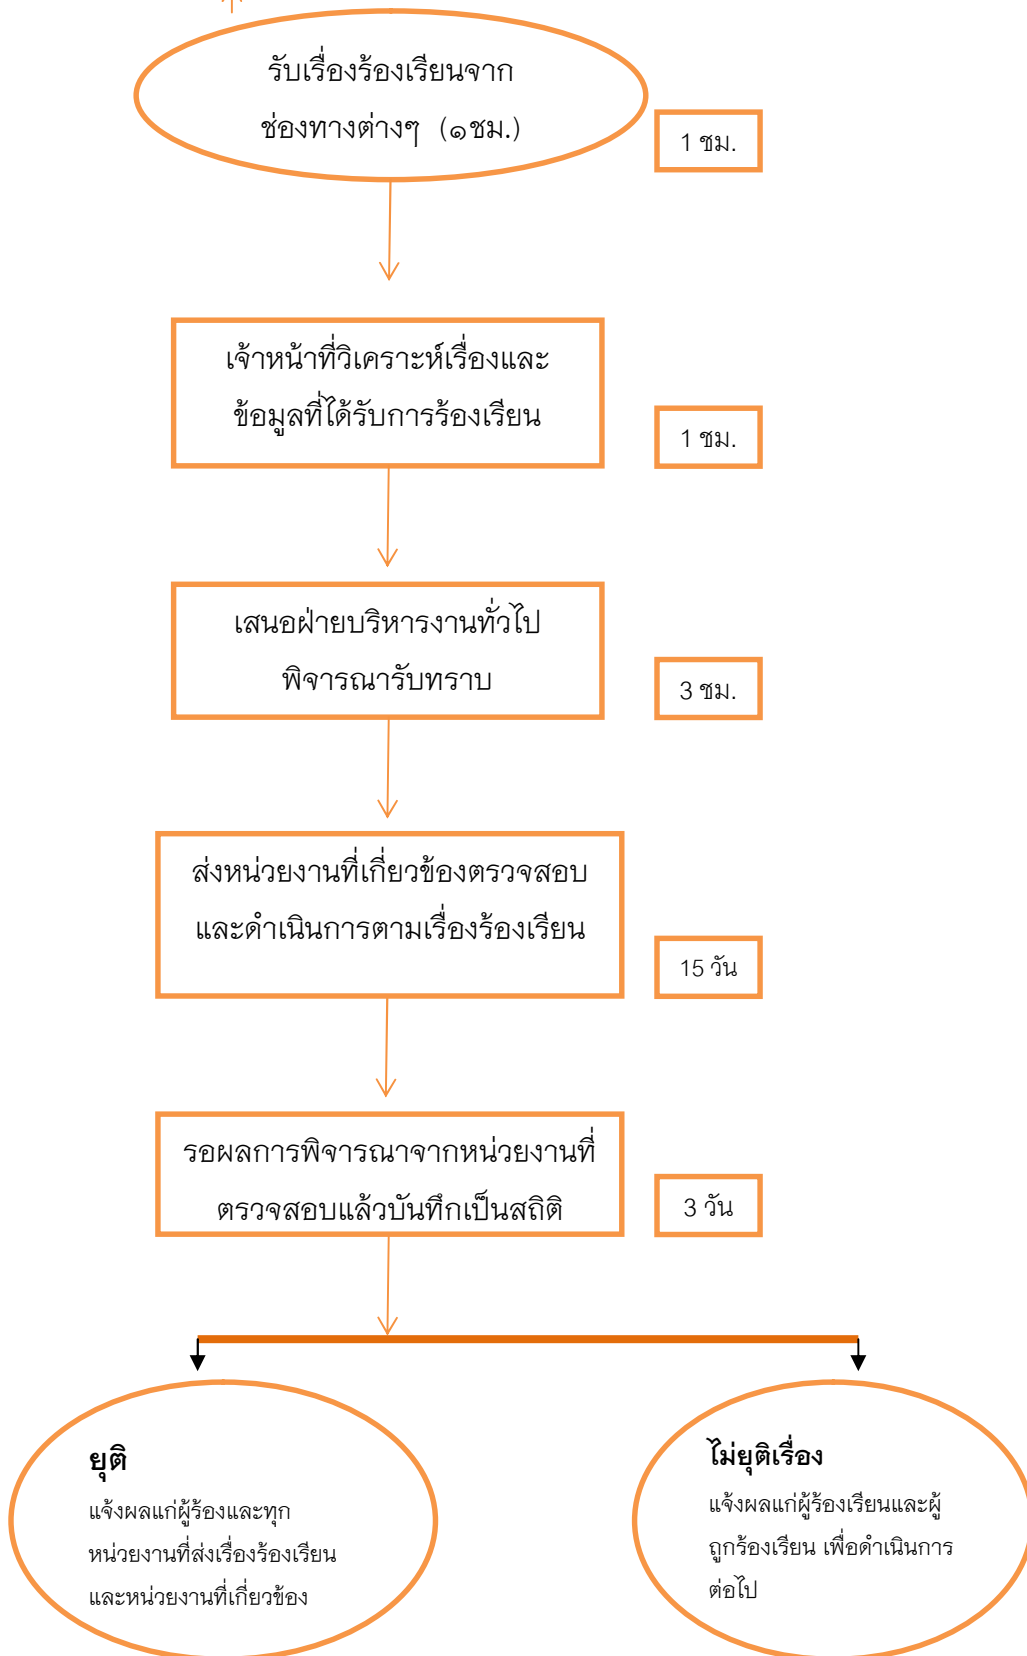 รับเรื่องร้องเรียนจาก
ช่องทางต่างๆ (๑ชม.)
1 ชม.
เจ้าหน้าที่วิเคราะห์เรื่องและ
ข้อมูลที่ได้รับการร้องเรียน
1 ชม.
เสนอฝ่ายบริหารงานทั่วไป
พิจารณารับทราบ
3 ชม.
ส่งหน่วยงานที่เกี่ยวข้องตรวจสอบ
และดำเนินการตามเรื่องร้องเรียน
15 วัน
รอผลการพิจารณาจากหน่วยงานที่
ตรวจสอบแล้วบันทึกเป็นสถิติ
3 วัน
ยุติ
แจ้งผลแก่ผู้ร้องและทุก
หน่วยงานที่ส่งเรื่องร้องเรียน
และหน่วยงานที่เกี่ยวข้อง
ไม่ยุติเรื่อง
แจ้งผลแก่ผู้ร้องเรียนและผู้
ถูกร้องเรียน เพื่อดำเนินการ
ต่อไป